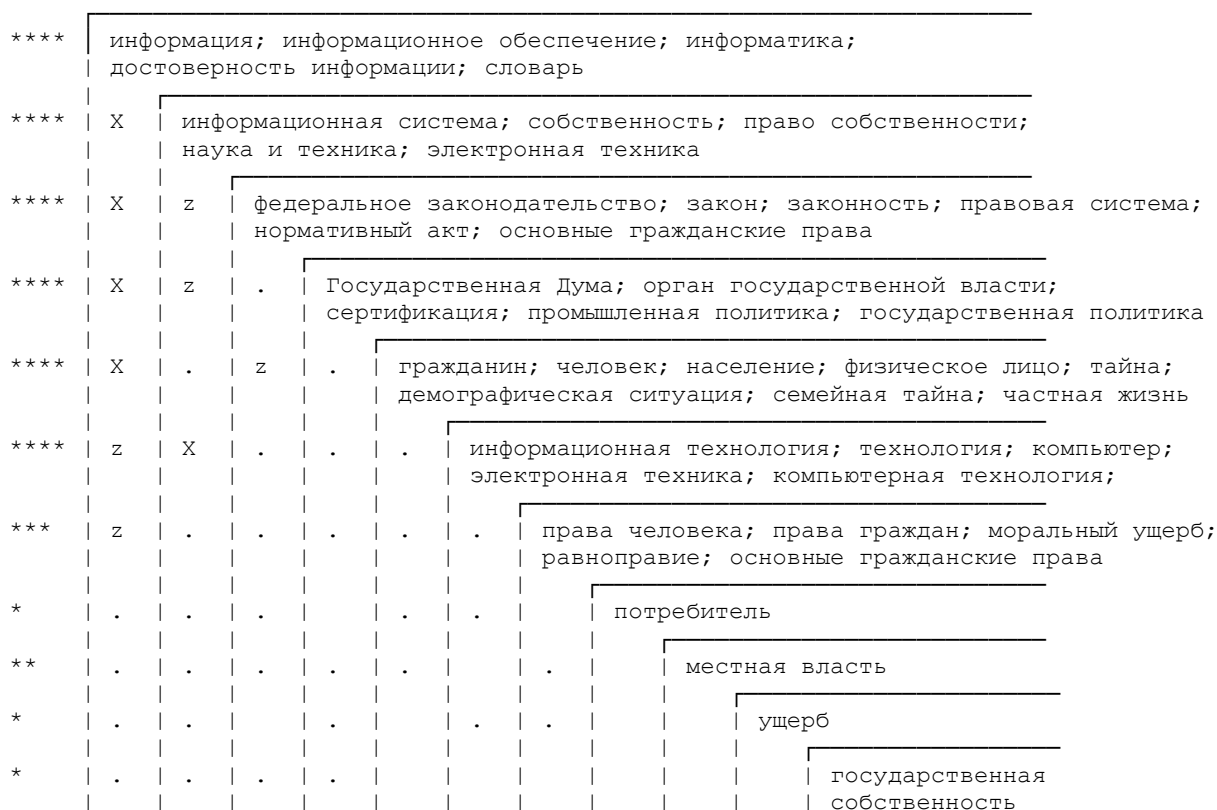 **** | информация; информационное обеспечение; информатика;
| достоверность информации; словарь
|
**** | X | информационная система; собственность; право собственности;
| | наука и техника; электронная техника
| |
**** | X | z | федеральное законодательство; закон; законность; правовая система;
| | | нормативный акт; основные гражданские права
| | |
**** | X | z | . | Государственная Дума; орган государственной власти;
| | | | сертификация; промышленная политика; государственная политика
| | | |
**** | X | . | z | . | гражданин; человек; население; физическое лицо; тайна;
| | | | | демографическая ситуация; семейная тайна; частная жизнь
| | | | |
**** | z | X | . | . | . | информационная технология; технология; компьютер;
| | | | | | электронная техника; компьютерная технология;
| | | | | |
*** | z | . | . | . | . | . | права человека; права граждан; моральный ущерб;
| | | | | | | равноправие; основные гражданские права
| | | | | | |
* | . | . | . | | . | . | | потребитель
| | | | | | | |
** | . | . | . | . | . | | . | | местная власть
| | | | | | | | |
* | . | . | | . | | . | . | | | ущерб
| | | | | | | | | |
* | . | . | . | . | | | | | | | государственная
| | | | | | | | | | | собственность